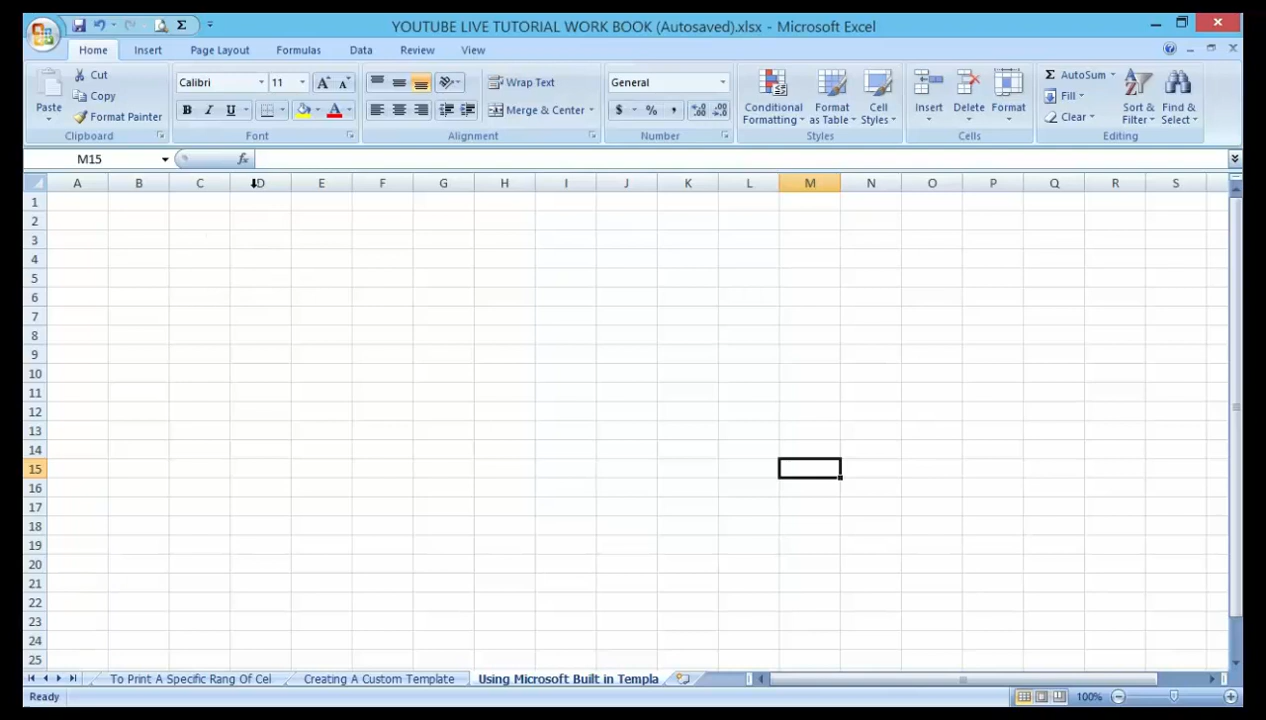 YOUTUBE LIVE TUTORIAL WORK BOOK (Autosaved).xlsx - Microsoft Excel
Home Insert Page Layout Formulas Data Review View
Paste Cut Copy Format Painter Clipboard
Calibri 11 B I U A Font
Wrap Text Merge & Center Alignment
General $ % , Number
Conditional Formatting Format as Table Cell Styles Styles
Insert Delete Format Cells
Σ AutoSum Fill Clear Sort & Filter Find & Select Editing
M15 fx
A B C D E F G H I J K L M N O P Q R S
1
2
3
4
5
6
7
8
9
10
11
12
13
14
15
16
17
18
19
20
21
22
23
24
25
To Print A Specific Rang Of Cel Creating A Custom Template Using Microsoft Built in Templa
Ready 100%